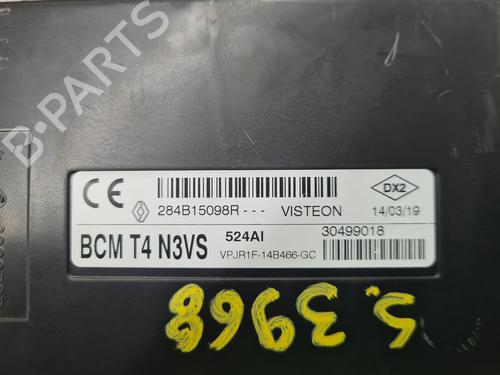 CE
284B15098R--- VISTEON
DX2
14/03/19
BCM T4 N3VS
524AI
30499018
VPJR1F-14B466-GC
5.3968
B-PARTS